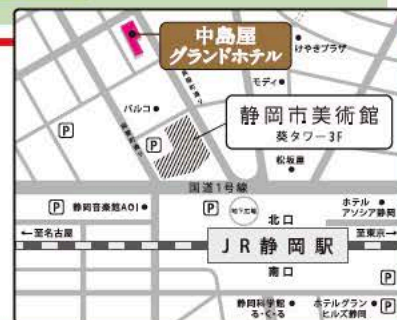 中島屋
グランドホテル
けやきプラザ
モディ
パルコ
P
静岡市美術館
葵タワー3F
P
松坂屋
国道1号線
P
静岡音楽館AOI
P
地下広場
北口
ホテル
アソシア静岡
←至名古屋
JR静岡駅
至東京→
南口
P
静岡科学館
る・く・る
ホテルグラン
ヒルズ静岡
P